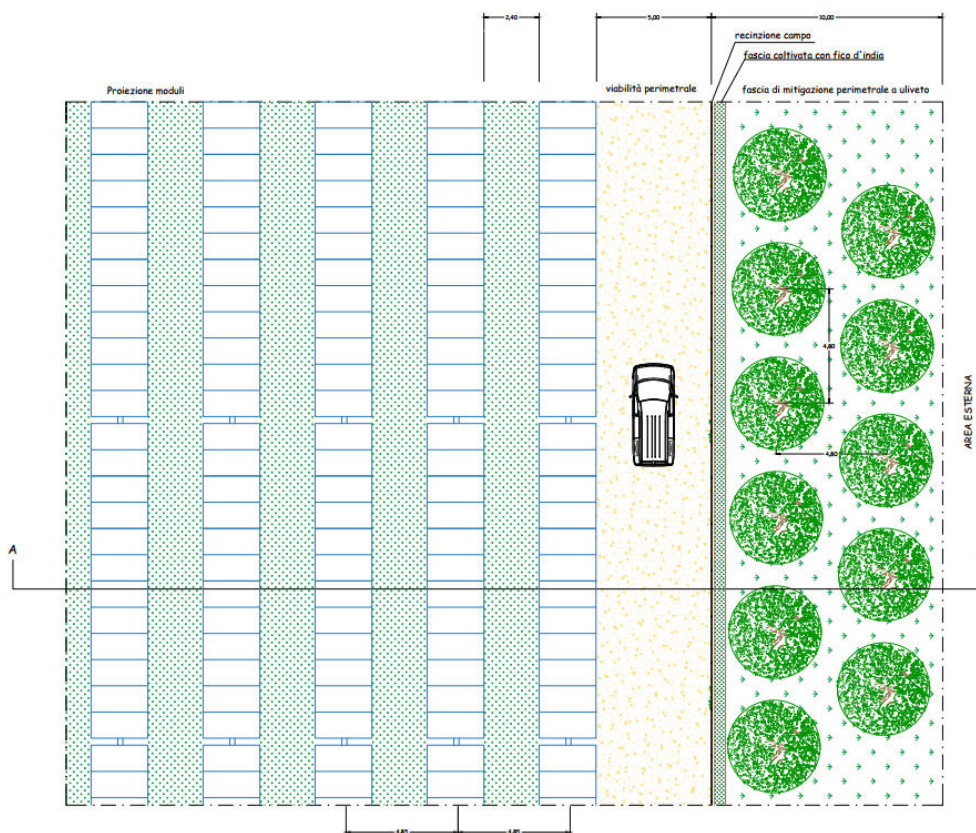 2,40
5,00
10,00
recinzione campo
fascia coltivata con fico d'india
Proiezione moduli
viabilità perimetrale
fascia di mitigazione perimetrale a uliveto
4,80
4,80
AREA ESTERNA
A